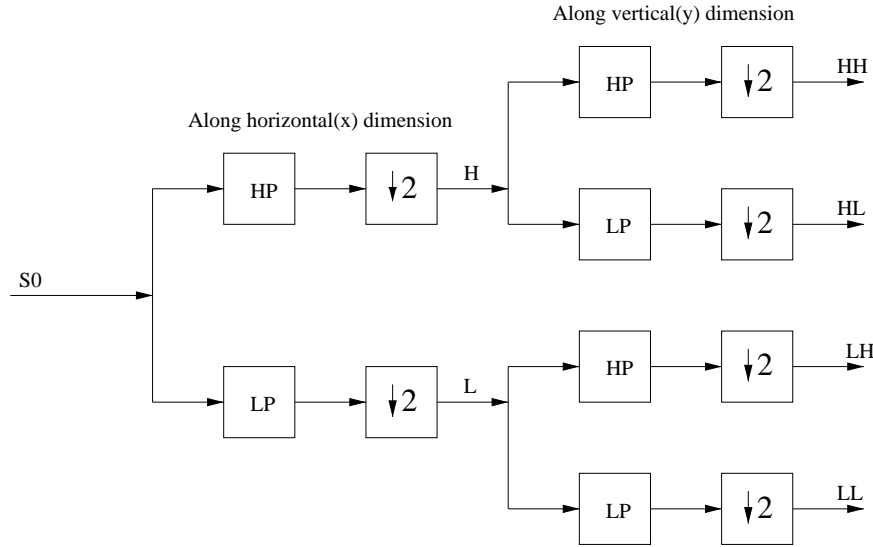 Along vertical(y) dimension
HP
↓2
HH
Along horizontal(x) dimension
HP
↓2
H
LP
↓2
HL
S0
LP
↓2
L
HP
↓2
LH
LP
↓2
LL